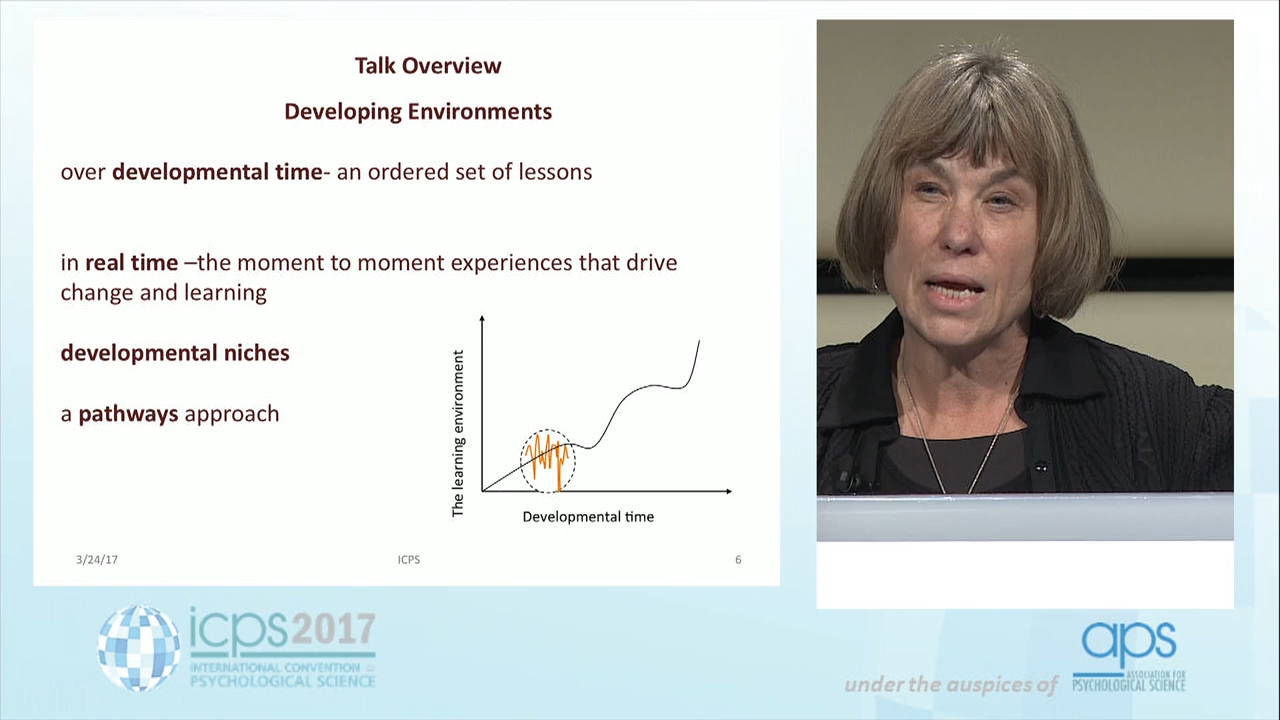 Talk Overview
Developing Environments
over developmental time- an ordered set of lessons
in real time –the moment to moment experiences that drive
change and learning
developmental niches
a pathways approach
The learning environment
Developmental time
3/24/17
ICPS
6
icps2017
INTERNATIONAL CONVENTION of
PSYCHOLOGICAL SCIENCE
under the auspices of
aps
ASSOCIATION FOR
PSYCHOLOGICAL SCIENCE